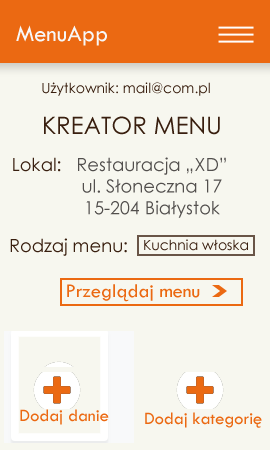 MenuApp
Użytkownik: mail@com.pl
KREATOR MENU
Lokal: Restauracja „XD”
ul. Słoneczna 17
15-204 Białystok
Rodzaj menu: Kuchnia włoska
Przeglądaj menu
Dodaj danie
Dodaj kategorię